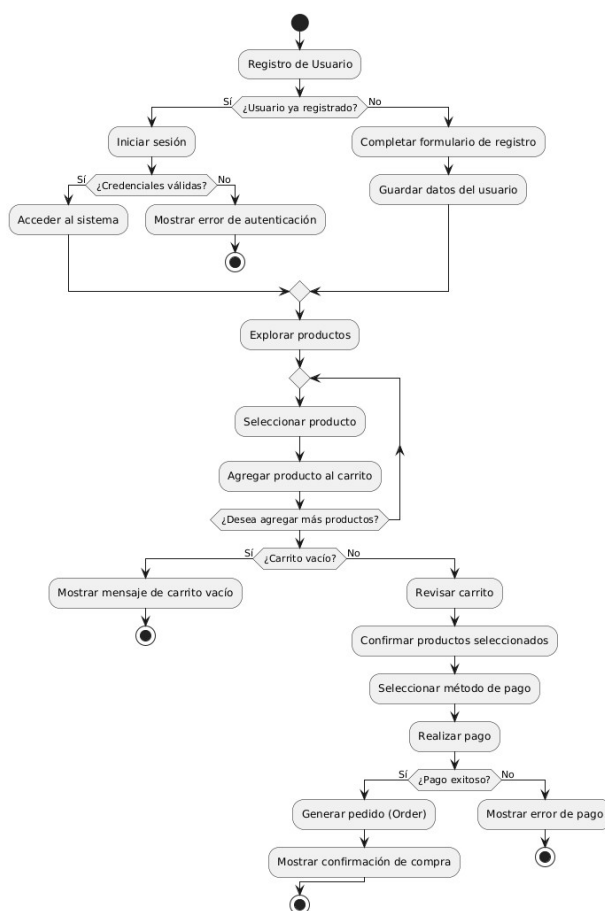 Registro de Usuario
Sí
¿Usuario ya registrado?
No
Iniciar sesión
Completar formulario de registro
Sí
¿Credenciales válidas?
No
Guardar datos del usuario
Acceder al sistema
Mostrar error de autenticación
Explorar productos
Seleccionar producto
Agregar producto al carrito
¿Desea agregar más productos?
Sí
¿Carrito vacío?
No
Mostrar mensaje de carrito vacío
Revisar carrito
Confirmar productos seleccionados
Seleccionar método de pago
Realizar pago
Sí
¿Pago exitoso?
No
Generar pedido (Order)
Mostrar error de pago
Mostrar confirmación de compra